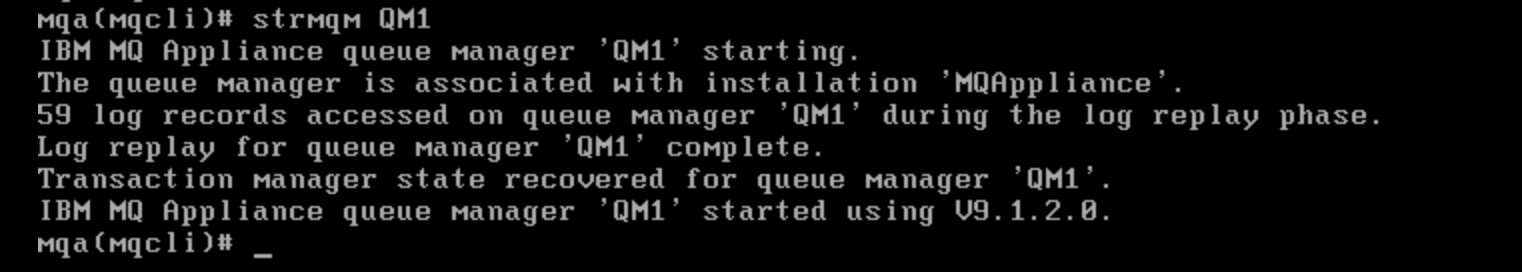 mqa(mqcli)# strmqm QM1
IBM MQ Appliance queue manager 'QM1' starting.
The queue manager is associated with installation 'MQAppliance'.
59 log records accessed on queue manager 'QM1' during the log replay phase.
Log replay for queue manager 'QM1' complete.
Transaction manager state recovered for queue manager 'QM1'.
IBM MQ Appliance queue manager 'QM1' started using V9.1.2.0.
mqa(mqcli)# _